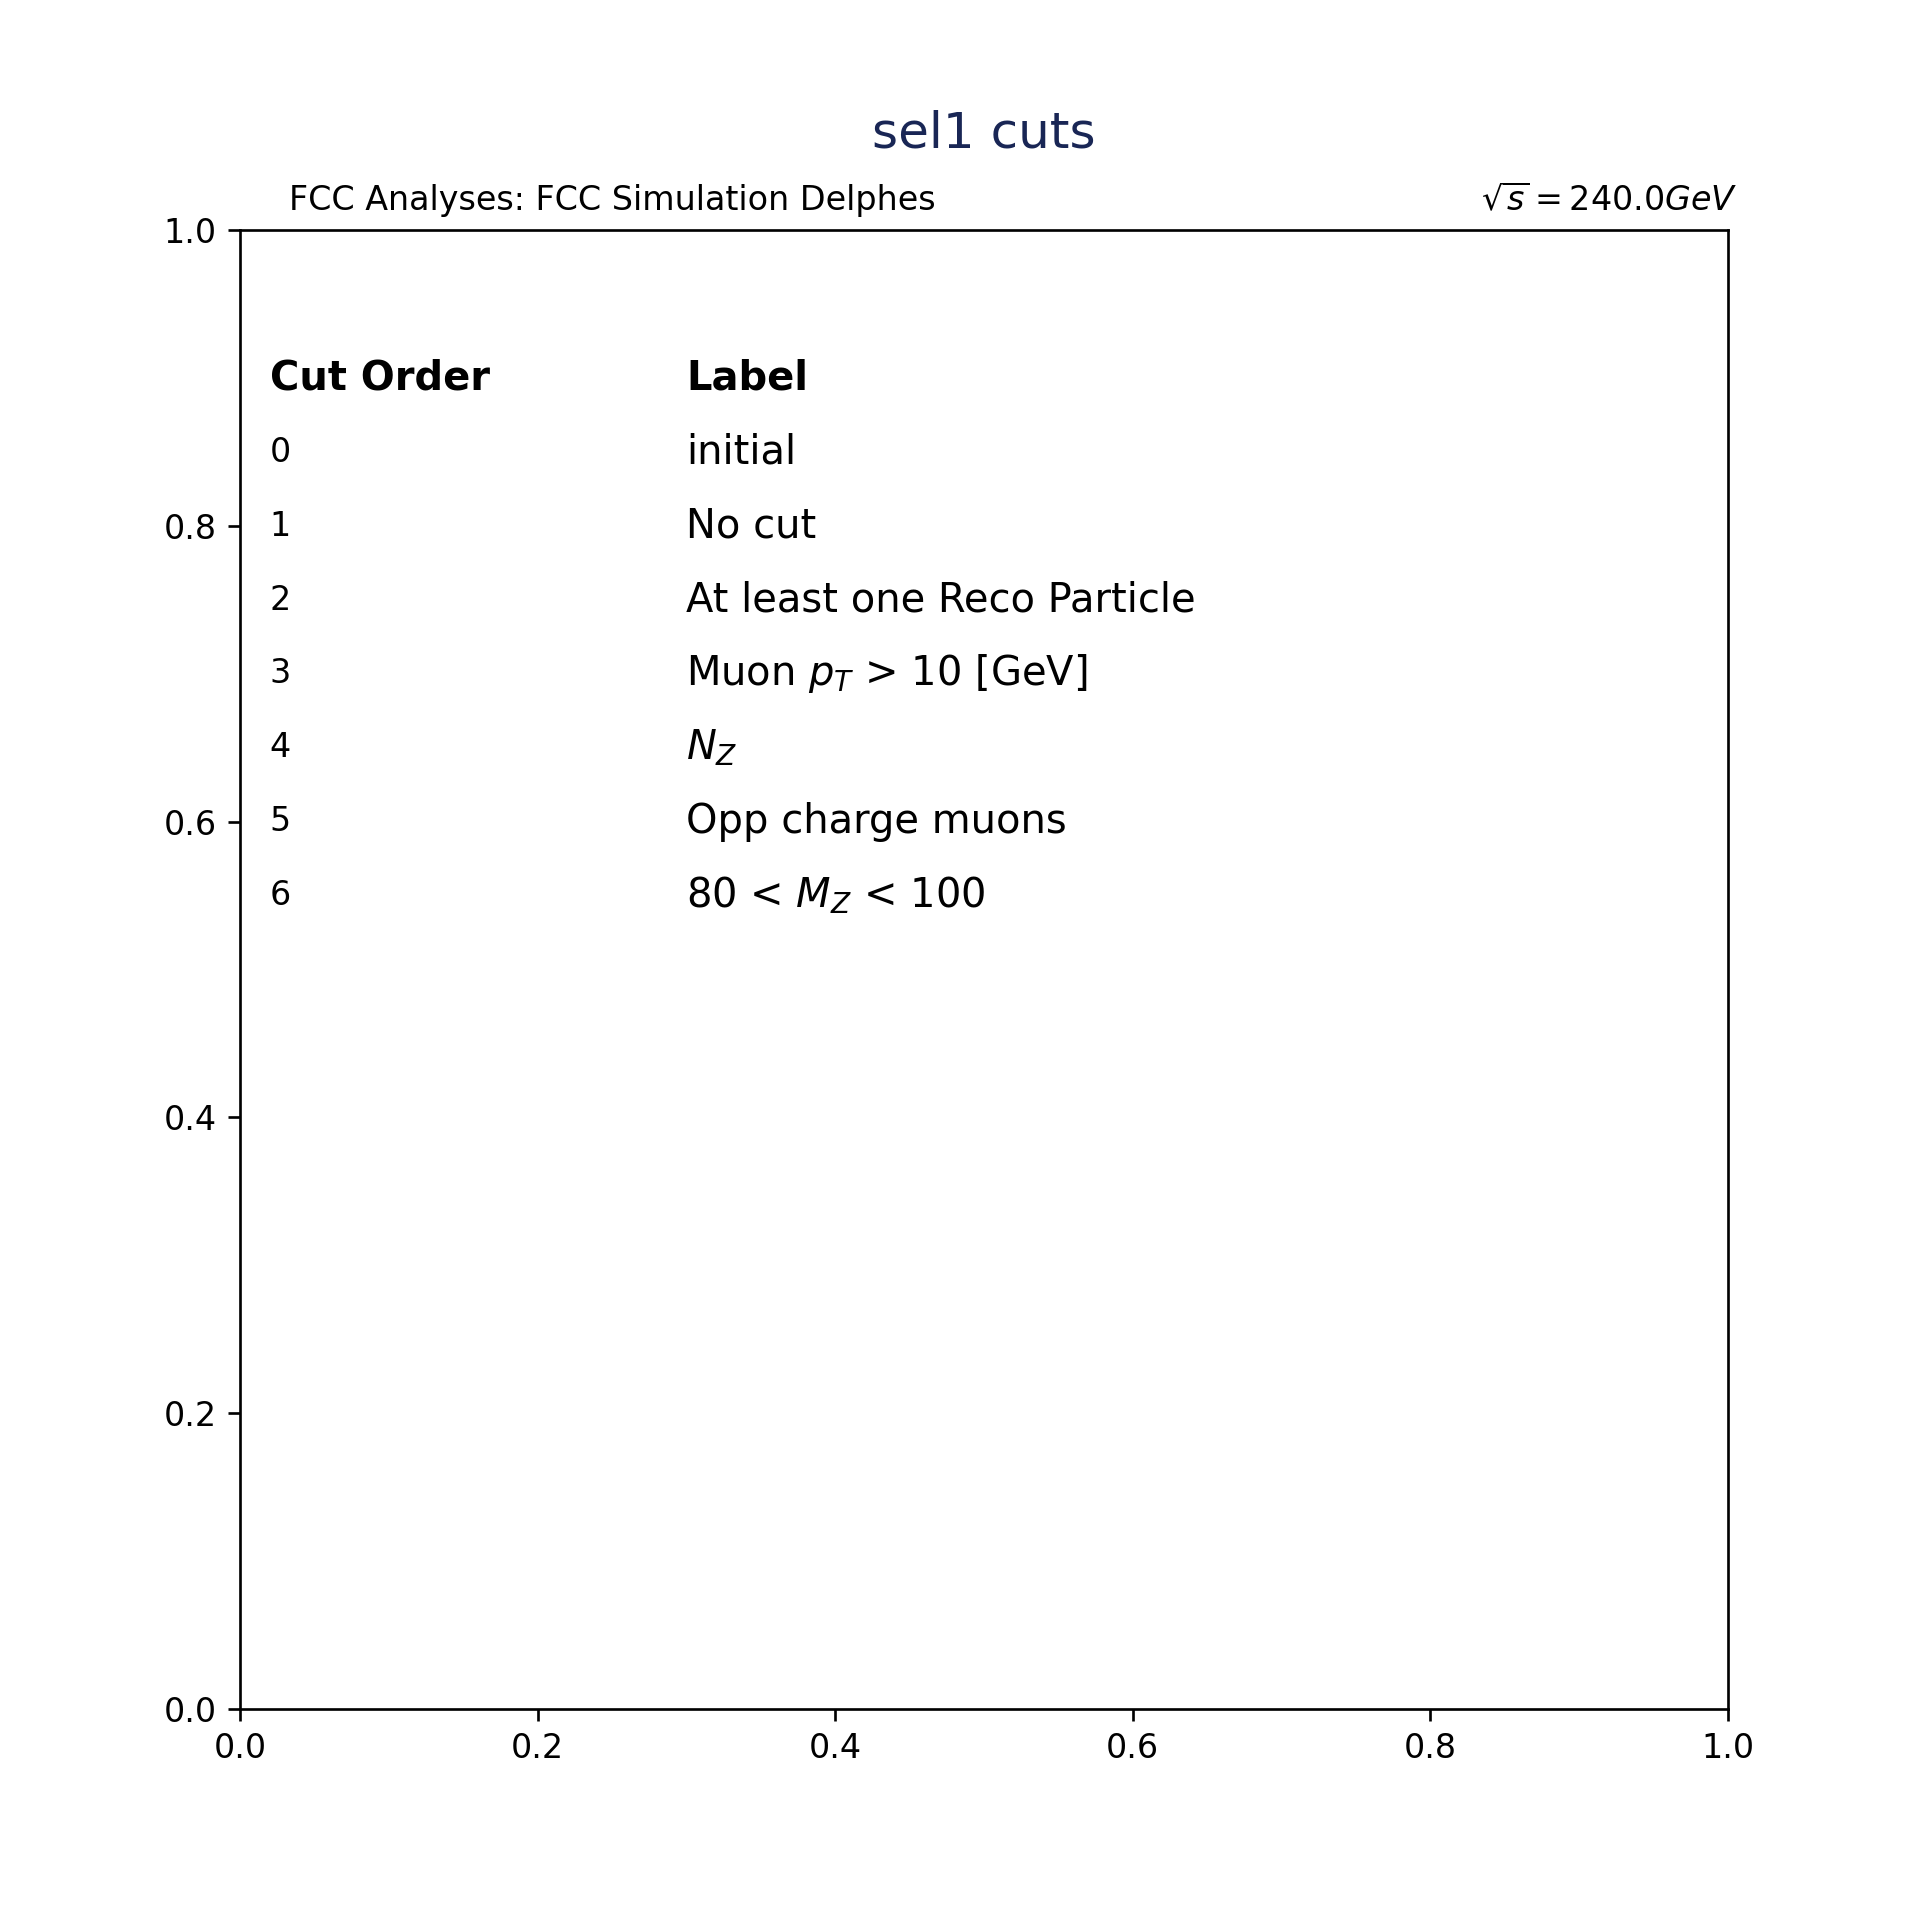 sel1 cuts
FCC Analyses: FCC Simulation Delphes √s = 240.0GeV
1.0
Cut Order Label
0 initial
0.8 1 No cut
2 At least one Reco Particle
3 Muon p_T > 10 [GeV]
4 N_Z
0.6 5 Opp charge muons
6 80 < M_Z < 100
0.4
0.2
0.0
0.0 0.2 0.4 0.6 0.8 1.0